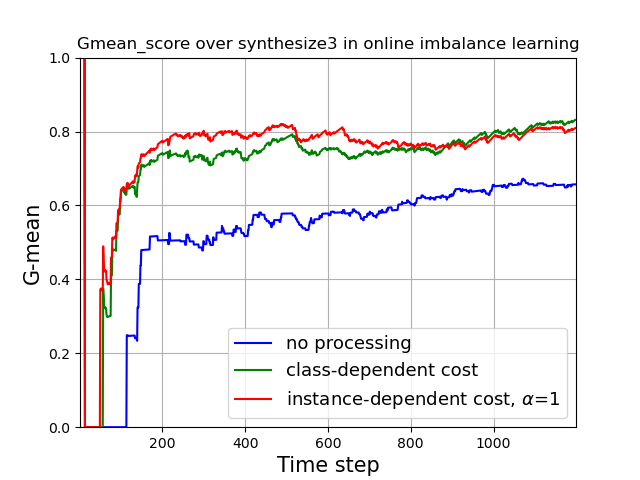 Gmean_score over synthesize3 in online imbalance learning
1.0
0.8
0.6
0.4
0.2
0.0
G-mean
no processing
class-dependent cost
instance-dependent cost, α=1
200 400 600 800 1000
Time step